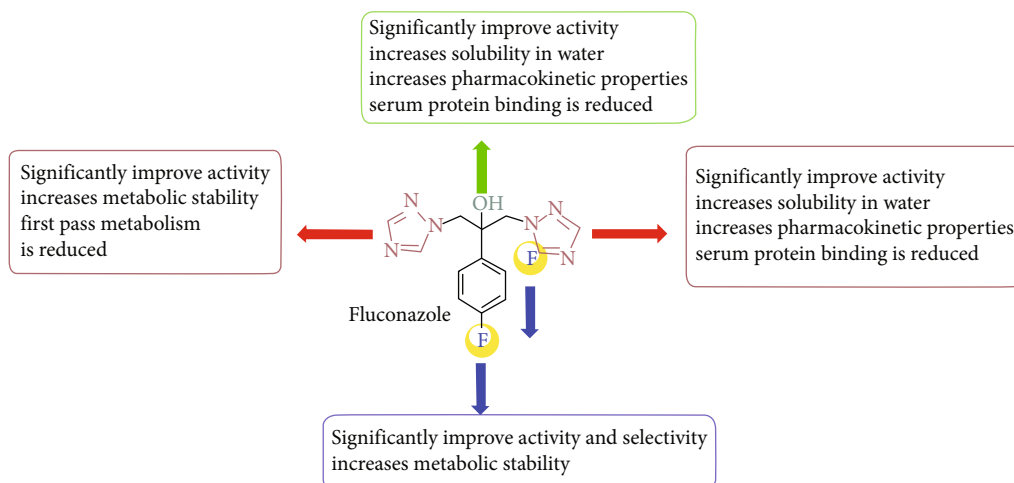 Significantly improve activity
increases solubility in water
increases pharmacokinetic properties
serum protein binding is reduced
Significantly improve activity
increases metabolic stability
first pass metabolism
is reduced
OH
N
N
N
N
N
N
F
Significantly improve activity
increases solubility in water
increases pharmacokinetic properties
serum protein binding is reduced
Fluconazole
F
Significantly improve activity and selectivity
increases metabolic stability